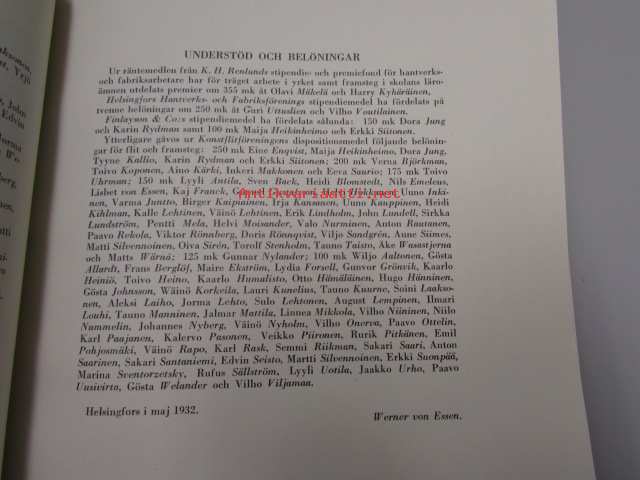 UNDERSTÖD OCH BELÖNINGAR
Ur räntemedlen från K. H. Renlunds stipendie- och premiefond för hantverks-
och fabriksarbetare har för träget arbete i yrket samt framsteg i skolans läro-
ämnen utdelats premier om 355 mk åt Olavi Mäkelä och Harry Kyhäräinen,
Helsingfors Hantverks- och Fabriksförenings stipendiemedel ha fördelats på
tvenne belöningar om 250 mk åt Guri Utnslien och Vilho Voutilainen.
Finlayson & Co:s stipendiemedel ha fördelats sålunda: 150 mk Dora Jung
och Karin Rydman samt 100 mk Maija Heikinheimo och Erkki Siitonen.
Ytterligare gåvos ur Konstflitföreningens dispositionsmedel följande belönin-
gar för flit och framsteg: 250 mk Eine Enqvist, Maija Heikinheimo, Dora Jung,
Tyyne Kallio, Karin Rydman och Erkki Siitonen; 200 mk Verna Björkman,
Toivo Koponen, Aino Kärki, Inkeri Makkonen och Eeva Saurio; 175 mk Toivo
Uhrman; 150 mk Lyyli Antila, Sven Back, Heidi Blomstedt, Nils Emeleus,
Lisbet von Essen, Kaj Franck, Gunnel Gustafson, Heli Hukkanen, Uuno Inki-
nen, Varma Juntto, Birger Kaipiainen, Irja Kansanen, Uuno Kauppinen, Heidi
Kihlman, Kalle Lehtinen, Väinö Lehtinen, Erik Lindholm, John Lundell, Sirkka
Lundström, Pentti Mela, Helvi Moisander, Valo Nurminen, Anton Rautanen,
Paavo Rekola, Viktor Rönnberg, Doris Rönnqvist, Viljo Sandgrén, Aune Siimes,
Matti Silvennoinen, Oiva Sirén, Torolf Stenholm, Tauno Taisto, Åke Wasastjerna
och Matts Wärnå; 125 mk Gunnar Nylander; 100 mk Wiljo Aaltonen, Gösta
Allardt, Frans Berglöf, Maire Ekström, Lydia Forsell, Gunvor Grönvik, Kaarlo
Heiniö, Toivo Heino, Kaarlo Humalisto, Otto Hämäläinen, Hugo Hänninen,
Gösta Johnsson, Väinö Korkeila, Lauri Kunelius, Tauno Kuurne, Soini Laakso-
nen, Aleksi Laiho, Jorma Lehto, Sulo Lehtonen, August Lempinen, Ilmari
Louhi, Tauno Manninen, Jalmar Mattila, Linnea Mikkola, Vilho Niininen, Niilo
Nummelin, Johannes Nyberg, Väinö Nyholm, Vilho Onerva, Paavo Ottelin,
Karl Paajanen, Kalervo Pasonen, Veikko Piironen, Rurik Pitkänen, Emil
Pohjosmäki, Väinö Rapo, Karl Rask, Semmi Riikman, Sakari Saari, Anton
Saarinen, Sakari Santaniemi, Edvin Seisto, Martti Silvennoinen, Erkki Suonpää,
Marina Sventorzetsky, Rufus Sällström, Lyyli Uotila, Jaakko Urho, Paavo
Uusivirta, Gösta Welander och Vilho Viljamaa.
Helsingfors i maj 1932.
Werner von Essen.